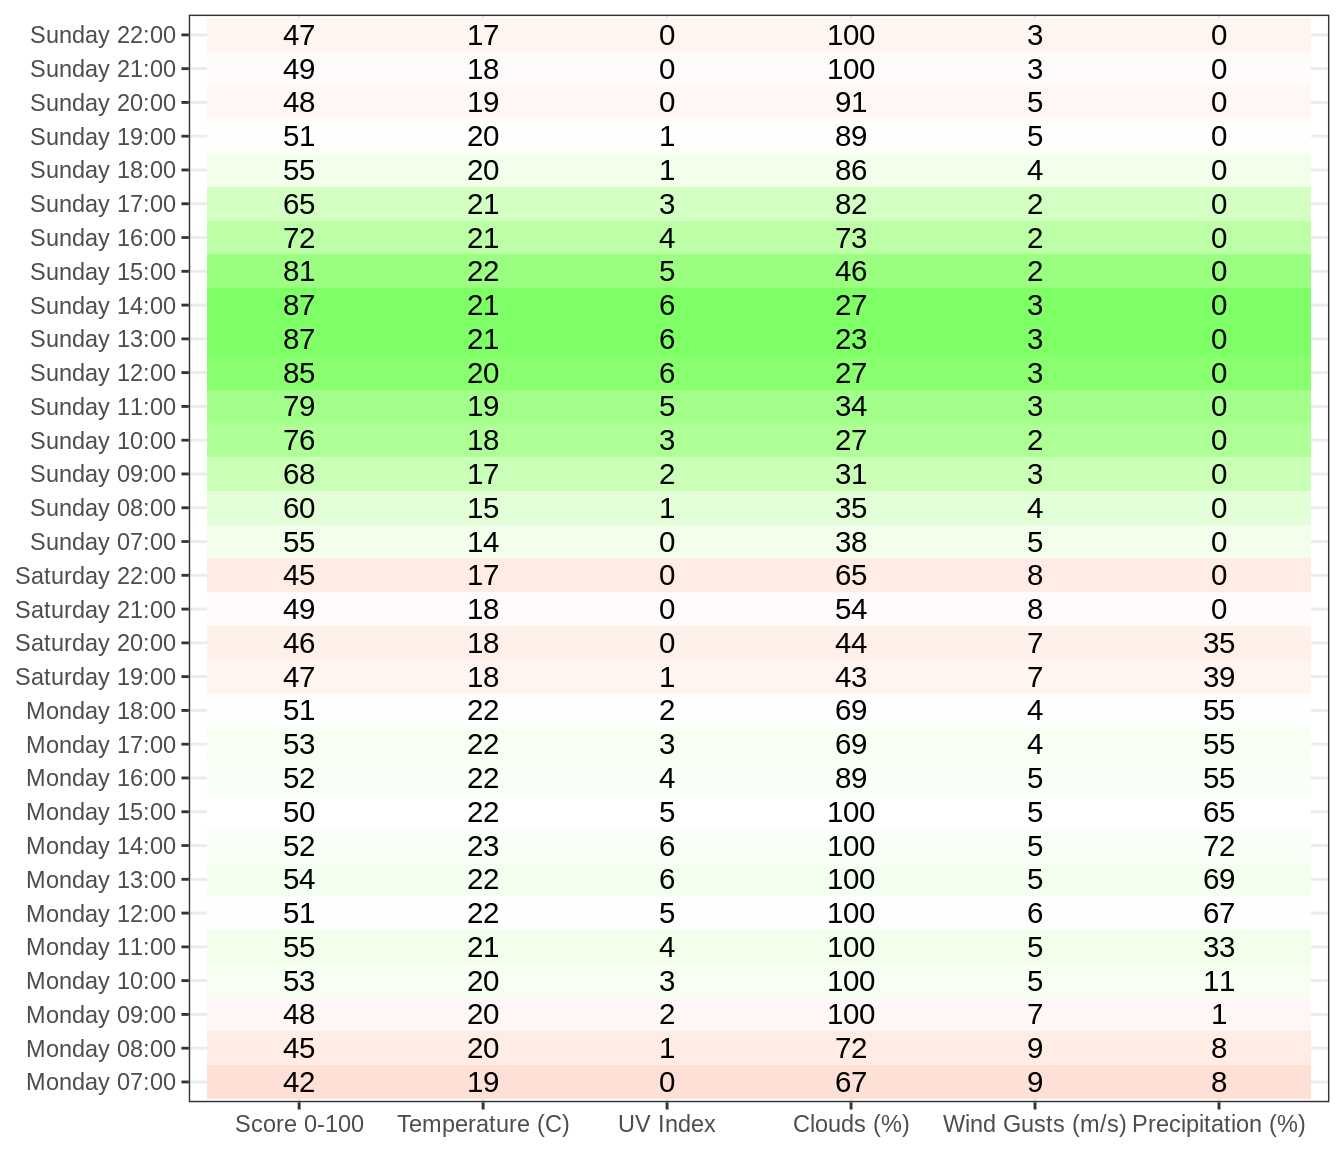 Sunday 22:00 47 17 0 100 3 0
Sunday 21:00 49 18 0 100 3 0
Sunday 20:00 48 19 0 91 5 0
Sunday 19:00 51 20 1 89 5 0
Sunday 18:00 55 20 1 86 4 0
Sunday 17:00 65 21 3 82 2 0
Sunday 16:00 72 21 4 73 2 0
Sunday 15:00 81 22 5 46 2 0
Sunday 14:00 87 21 6 27 3 0
Sunday 13:00 87 21 6 23 3 0
Sunday 12:00 85 20 6 27 3 0
Sunday 11:00 79 19 5 34 3 0
Sunday 10:00 76 18 3 27 2 0
Sunday 09:00 68 17 2 31 3 0
Sunday 08:00 60 15 1 35 4 0
Sunday 07:00 55 14 0 38 5 0
Saturday 22:00 45 17 0 65 8 0
Saturday 21:00 49 18 0 54 8 0
Saturday 20:00 46 18 0 44 7 35
Saturday 19:00 47 18 1 43 7 39
Monday 18:00 51 22 2 69 4 55
Monday 17:00 53 22 3 69 4 55
Monday 16:00 52 22 4 89 5 55
Monday 15:00 50 22 5 100 5 65
Monday 14:00 52 23 6 100 5 72
Monday 13:00 54 22 6 100 5 69
Monday 12:00 51 22 5 100 6 67
Monday 11:00 55 21 4 100 5 33
Monday 10:00 53 20 3 100 5 11
Monday 09:00 48 20 2 100 7 1
Monday 08:00 45 20 1 72 9 8
Monday 07:00 42 19 0 67 9 8
Score 0-100 Temperature (C) UV Index Clouds (%) Wind Gusts (m/s) Precipitation (%)